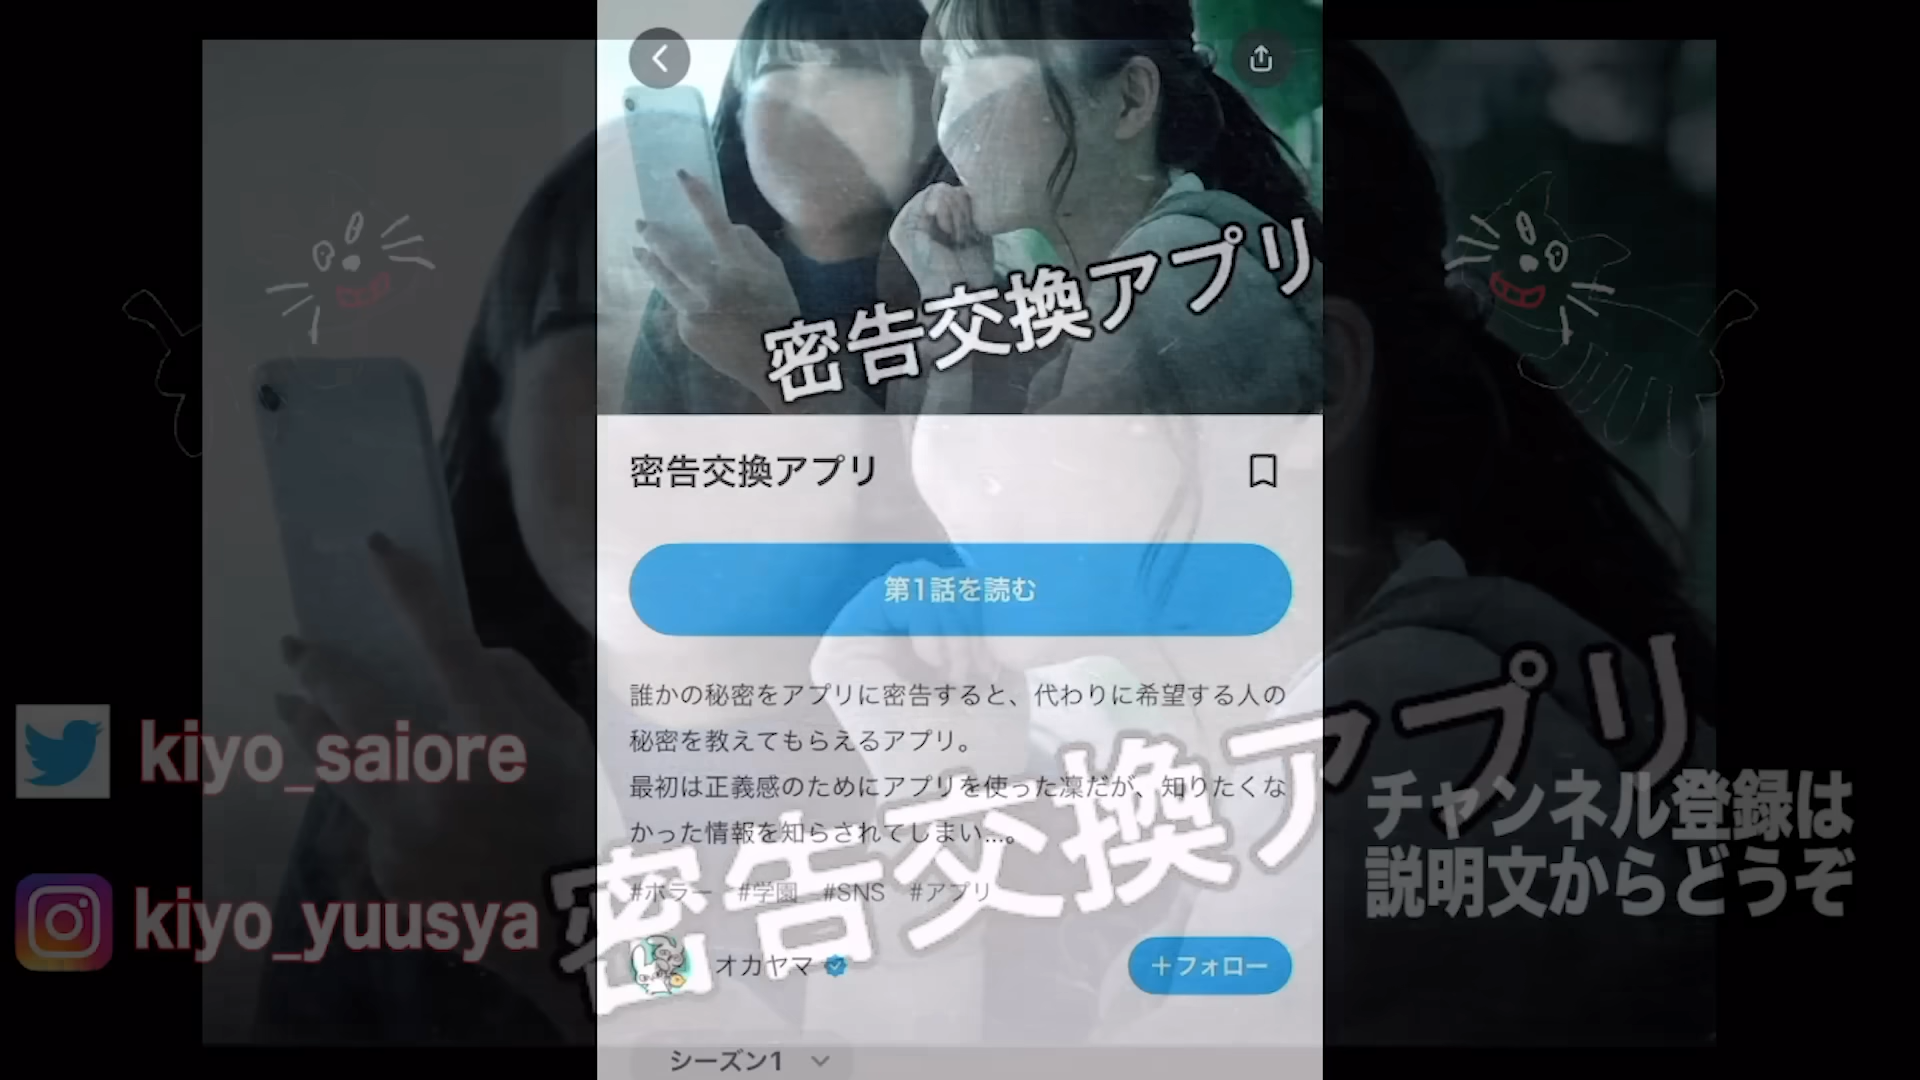 密告交換アプリ
密告交換アプリ
第1話を読む
誰かの秘密をアプリに密告すると、代わりに希望する人の
秘密を教えてもらえるアプリ。
最初は正義感のためにアプリを使った凜だが、知りたくな
かった情報を知らされてしまい…。
#ホラー #学園 #SNS #アプリ
オカヤマ
+フォロー
シーズン1
密告交換アプリ
kiyo_saiore
kiyo_yuusya
チャンネル登録は
説明文からどうぞ